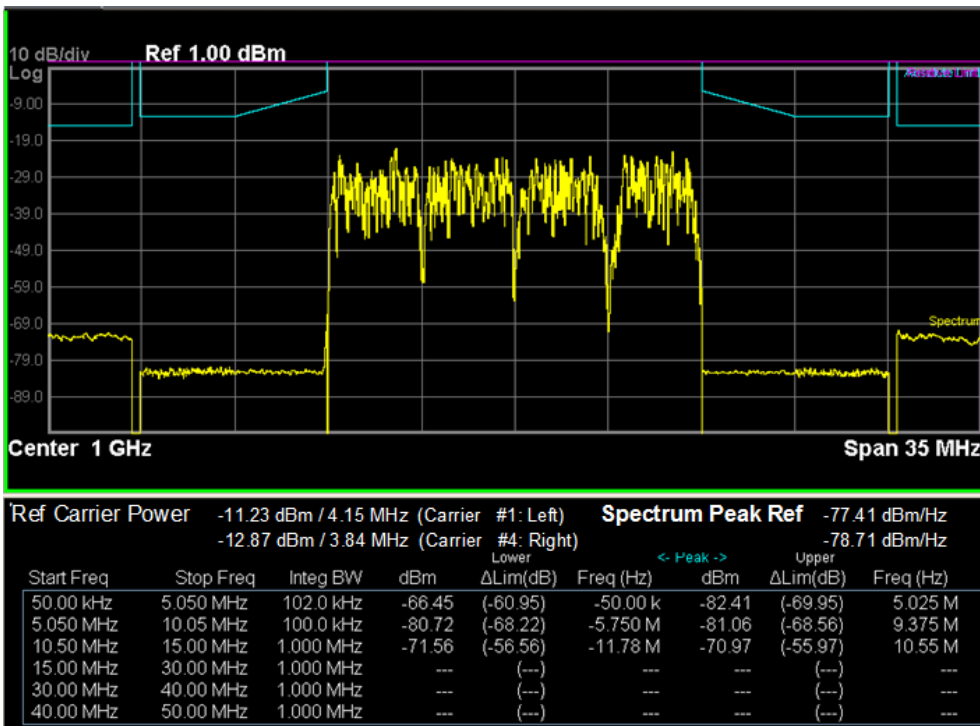 10 dB/div Ref 1.00 dBm
Log
-9.00
-19.0
-29.0
-39.0
-49.0
-59.0
-69.0
Spectrum
-79.0
-89.0
Center 1 GHz Span 35 MHz
Ref Carrier Power -11.23 dBm / 4.15 MHz (Carrier #1: Left) Spectrum Peak Ref -77.41 dBm/Hz
-12.87 dBm / 3.84 MHz (Carrier #4: Right) -78.71 dBm/Hz
Lower <- Peak -> Upper
Start Freq Stop Freq Integ BW dBm ΔLim(dB) Freq (Hz) dBm ΔLim(dB) Freq (Hz)
50.00 kHz 5.050 MHz 102.0 kHz -66.45 (-60.95) -50.00 k -82.41 (-69.95) 5.025 M
5.050 MHz 10.05 MHz 100.0 kHz -80.72 (-68.22) -5.750 M -81.06 (-68.56) 9.375 M
10.50 MHz 15.00 MHz 1.000 MHz -71.56 (-56.56) -11.78 M -70.97 (-55.97) 10.55 M
15.00 MHz 30.00 MHz 1.000 MHz --- (---) --- --- (---) ---
30.00 MHz 40.00 MHz 1.000 MHz --- (---) --- --- (---) ---
40.00 MHz 50.00 MHz 1.000 MHz --- (---) --- --- (---) ---